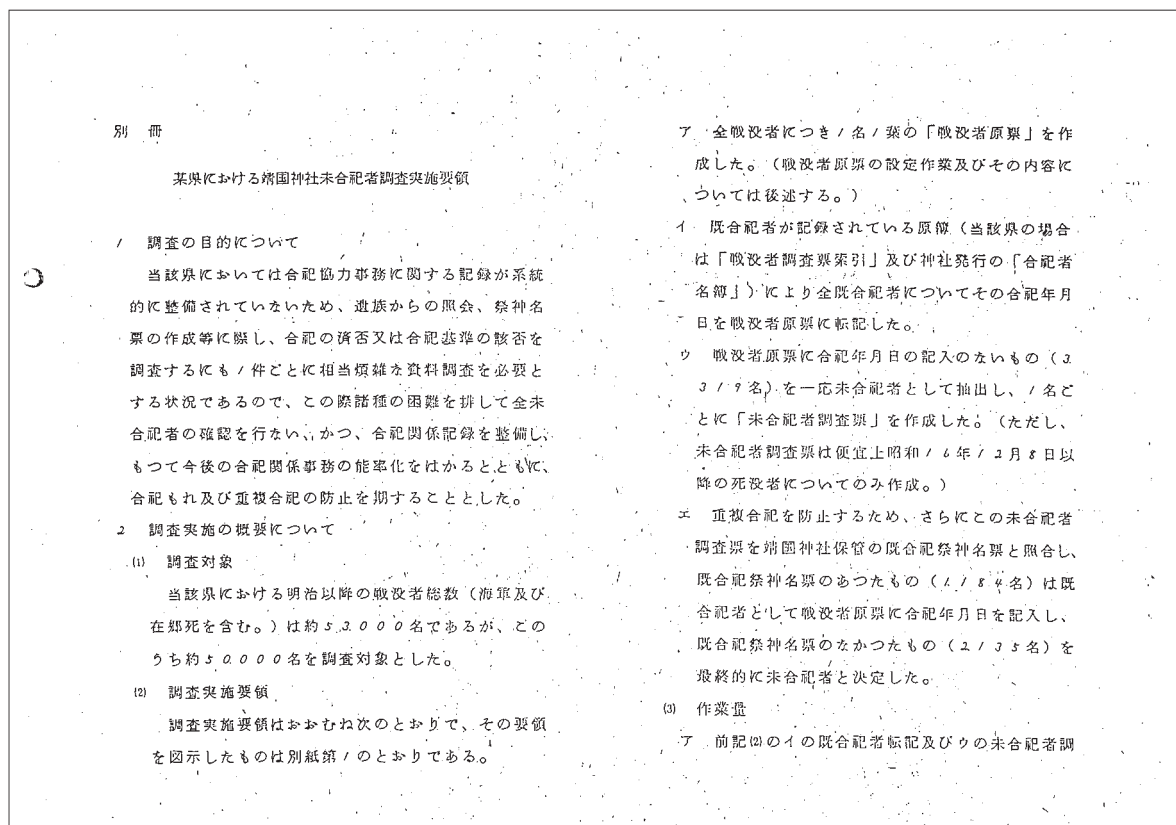 別冊
某県における靖国神社未合祀者調査実施要領
1 調査の目的について
当該県においては合祀協力事務に関する記録が系統
的に整備されていないため、遺族からの照会、祭神名
票の作成等に際し、合祀の済否又は合祀基準の該否を
調査するにも1件ごとに相当煩雑な資料調査を必要と
する状況であるので、この際諸種の困難を排して全未
合祀者の確認を行ない、かつ、合祀関係記録を整備し、
もつて今後の合祀関係事務の能率化をはかるとともに、
合祀もれ及び重複合祀の防止を期することとした。
2 調査実施の概要について
(1) 調査対象
当該県における明治以降の戦没者総数(海軍及び
在郷死を含む。)は約53.000名であるが、この
うち約50.000名を調査対象とした。
(2) 調査実施要領
調査実施要領はおおむね次のとおりで、その要領
を図示したものは別紙第1のとおりである。
ア 全戦没者につき1名1葉の「戦没者原票」を作
成した。(戦没者原票の設定作業及びその内容に
ついては後述する。)
イ 既合祀者が記録されている原簿(当該県の場合
は「戦没者調査票索引」及び神社発行の「合祀者
名簿」)により全既合祀者についてその合祀年月
日を戦没者原票に転記した。
ウ 戦没者原票に合祀年月日の記入のないもの(3.
319名)を一応未合祀者として抽出し、1名ご
とに「未合祀者調査票」を作成した。(ただし、
未合祀者調査票は便宜上昭和16年12月8日以
降の死没者についてのみ作成。)
エ 重複合祀を防止するため、さらにこの未合祀者
調査票を靖国神社保管の既合祀祭神名票と照合し、
既合祀祭神名票のあつたもの(1.184名)は既
合祀者として戦没者原票に合祀年月日を記入し、
既合祀祭神名票のなかつたもの(2.135名)を
最終的に未合祀者と決定した。
(3) 作業量
ア 前記(2)のイの既合祀者転記及びウの未合祀者調